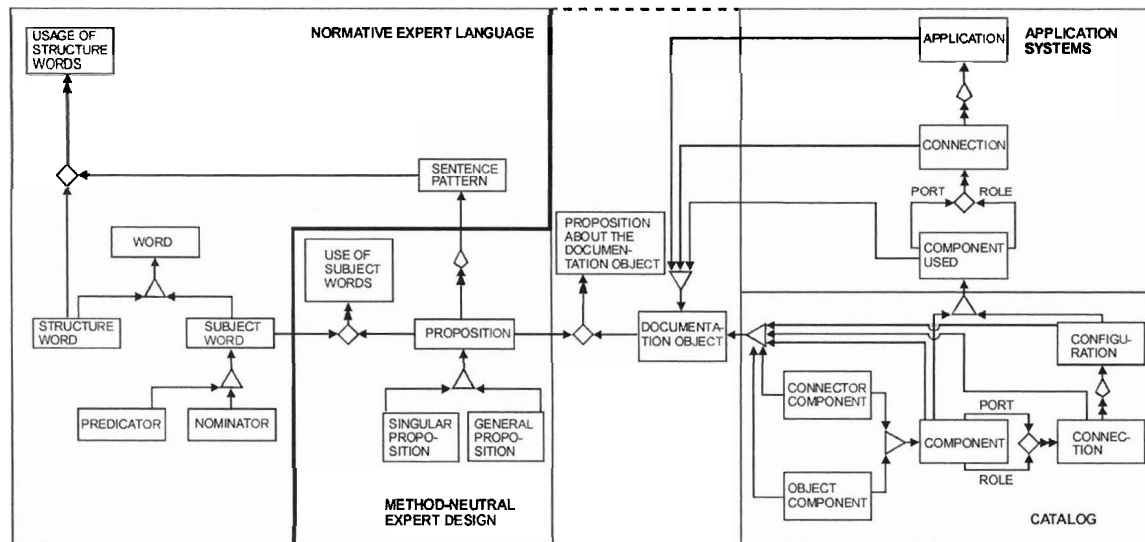 USAGE OF
STRUCTURE
WORDS
NORMATIVE EXPERT LANGUAGE
APPLICATION
APPLICATION
SYSTEMS
CONNECTION
SENTENCE
PATTERN
PORT
ROLE
WORD
USE OF
SUBJECT
WORDS
PROPOSITION
ABOUT THE
DOCUMEN-
TATION OBJECT
COMPONENT
USED
STRUCTURE
WORD
SUBJECT
WORD
PROPOSITION
DOCUMENTA-
TION OBJECT
CONFIGU-
RATION
CONNECTOR
COMPONENT
PREDICATOR
NOMINATOR
SINGULAR
PROPO-
SITION
GENERAL
PROPO-
SITION
PORT
COMPONENT
CONNEC-
TION
ROLE
OBJECT
COMPONENT
METHOD-NEUTRAL
EXPERT DESIGN
CATALOG